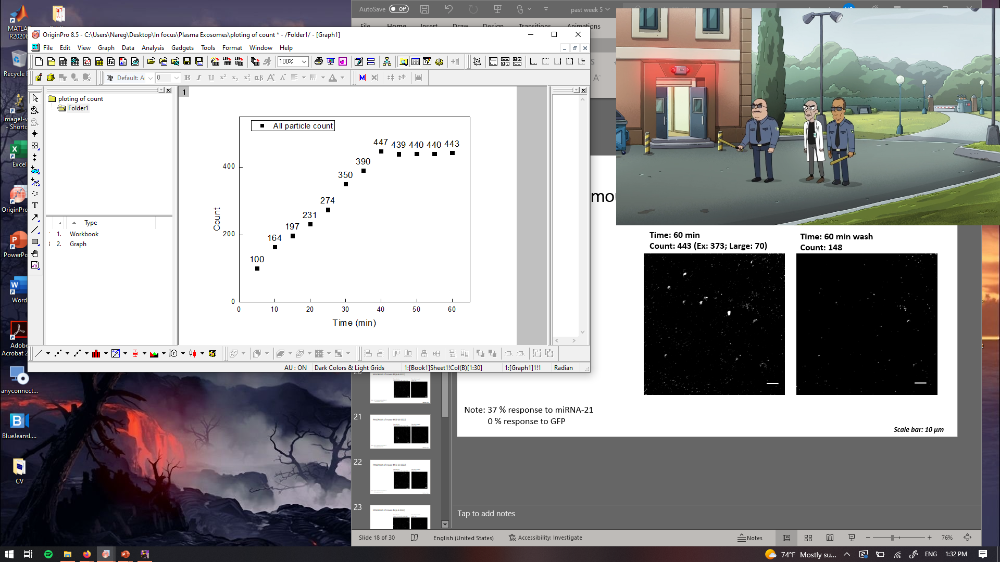 MATLAB
R2020b
Recycle
ImageJ-w
- Shortc
Excel
OriginPro
PowerPo
Word
Adobe
Acrobat 2
anyconnect...
BlueJeansL...
CV
AutoSave Off
past week 5
File Home Insert Draw Design Transitions Animations
OriginPro 8.5 - C:\Users\Nareg\Desktop\In focus\Plasma Exosomes\ploting of count * - /Folder1/ - [Graph1]
File Edit View Graph Data Analysis Gadgets Tools Format Window Help
100%
Default: A 0
ploting of count
Folder1
Type
1. Workbook
2. Graph
1
All particle count
447 439 440 440 443
390
350
274
231
197
164
100
400
200
0
Count
0 10 20 30 40 50 60
Time (min)
AU : ON Dark Colors & Light Grids 1:[Book1]Sheet1!Col(B)[1:30] 1:[Graph1]1!1 Radian
mou
Time: 60 min
Count: 443 (Ex: 373; Large: 70)
Time: 60 min wash
Count: 148
Note: 37 % response to miRNA-21
0 % response to GFP
Scale bar: 10 µm
21
22
23
Tap to add notes
Slide 18 of 30 English (United States) Accessibility: Investigate Notes 76%
74°F Mostly su... ENG 1:32 PM